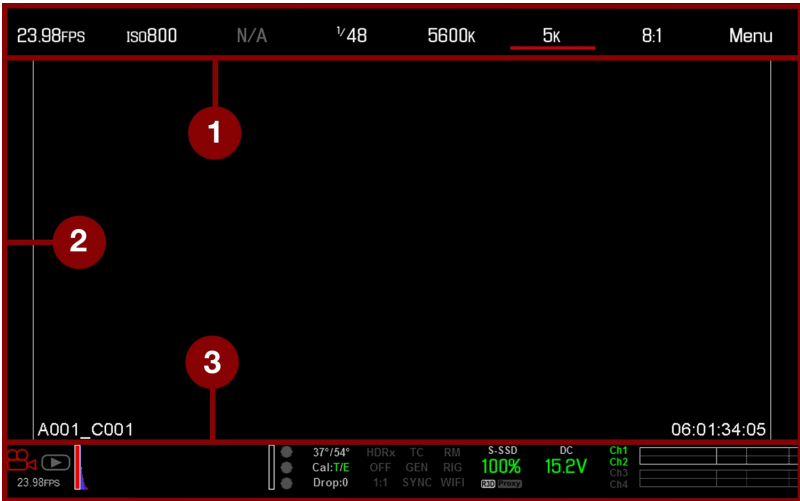 23.98FPS ISO800 N/A 1/48 5600K 5K 8:1 Menu
1
2
3
A001_C001 06:01:34:05
37°/54° HDRx TC RM S-SSD DC Ch1
Cal:T/E OFF GEN RIG 100% 15.2V Ch2
Drop:0 1:1 SYNC WIFI R3D Proxy Ch3
23.98FPS Ch4